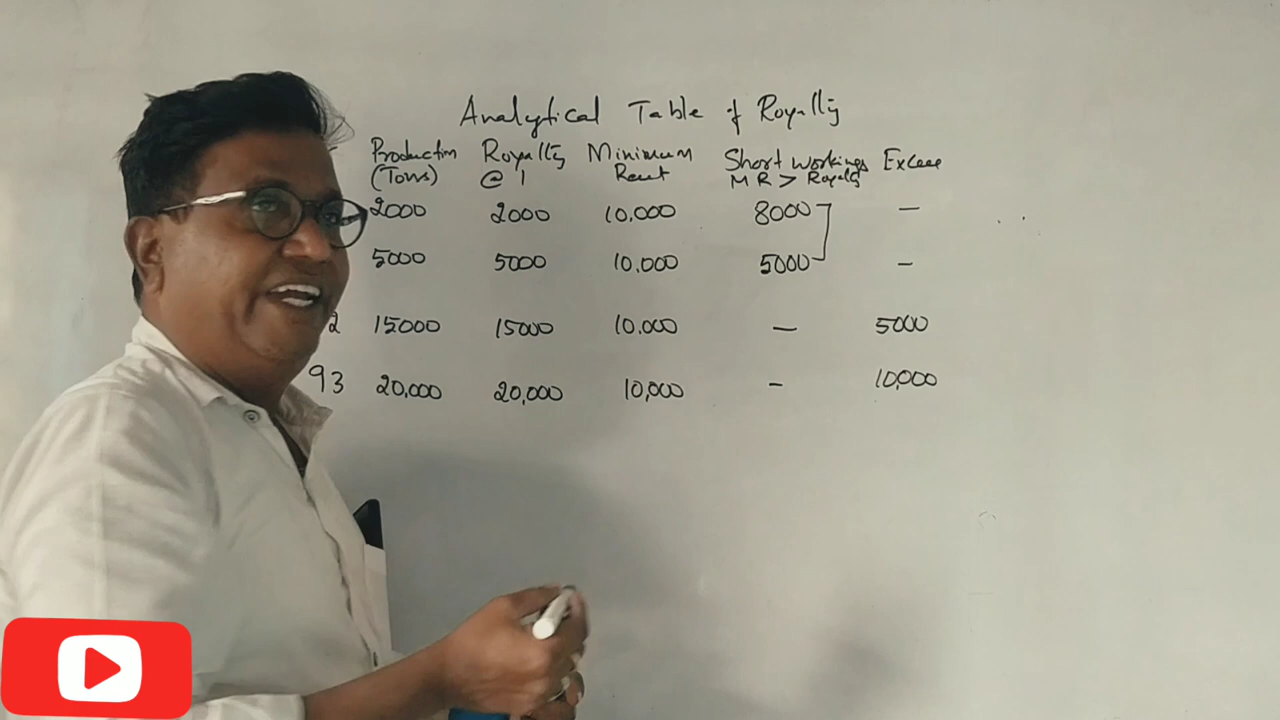 Analytical Table of Royalty
Production Royalty Minimum Short Workings Excess
(Tons) @ 1 Rent MR > Royalty
2000 2000 10,000 8000 —
5000 5000 10.000 5000 —
2 15000 15000 10.000 — 5000
93 20,000 20,000 10,000 - 10,000